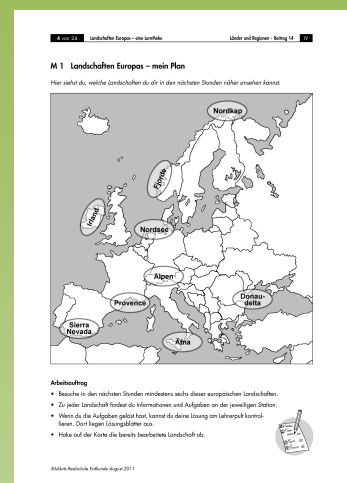 4 von 24
Landschaften Europas – eine Lerntheke
Länder und Regionen · Beitrag 14
IV
M 1 Landschaften Europas – mein Plan
Hier siehst du, welche Landschaften du dir in den nächsten Stunden näher ansehen kannst.
Nordkap
Fjorde
Irland
Nordsee
Alpen
Provence
Donau-
delta
Sierra
Nevada
Ätna
Arbeitsauftrag
• Besuche in den nächsten Stunden mindestens sechs dieser europäischen Landschaften.
• Zu jeder Landschaft findest du Informationen und Aufgaben an der jeweiligen Station.
• Wenn du die Aufgaben gelöst hast, kannst du deine Lösung am Lehrerpult kontrol-
lieren. Dort liegen Lösungsblätter aus.
• Hake auf der Karte die bereits bearbeitete Landschaft ab.
RAAbits Realschule Erdkunde August 2011